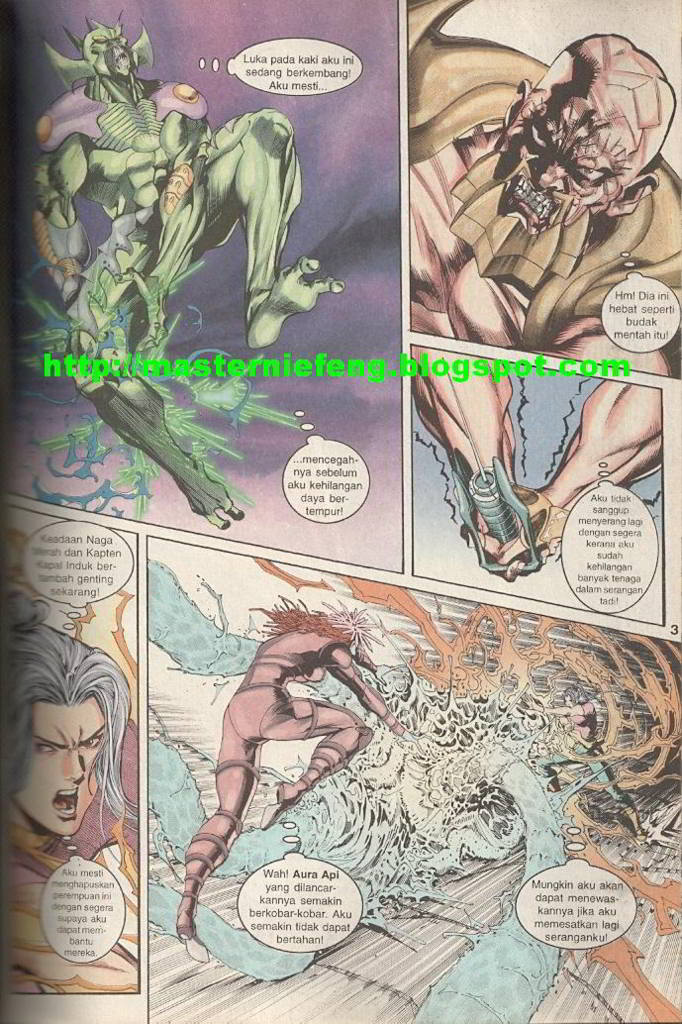 Luka pada kaki aku ini
sedang berkembang!
Aku mesti...
Hm! Dia ini
hebat seperti
budak
mentah itu!
http://masterniefeng.blogspot.com
...mencegah-
nya sebelum
aku kehilangan
daya ber-
tempur!
Aku tidak
sanggup
menyerang lagi
dengan segera
kerana aku
sudah
kehilangan
banyak tenaga
dalam serangan
tadi!
Keadaan Naga
Merah dan Kapten
Kapal Induk ber-
tambah genting
sekarang!
3
Aku mesti
menghapuskan
perempuan ini
dengan segera
supaya aku
dapat mem-
bantu
mereka.
Wah! Aura Api
yang dilancar-
kannya semakin
berkobar-kobar. Aku
semakin tidak dapat
bertahan!
Mungkin aku akan
dapat menewas-
kannya jika aku
memesatkan lagi
seranganku!